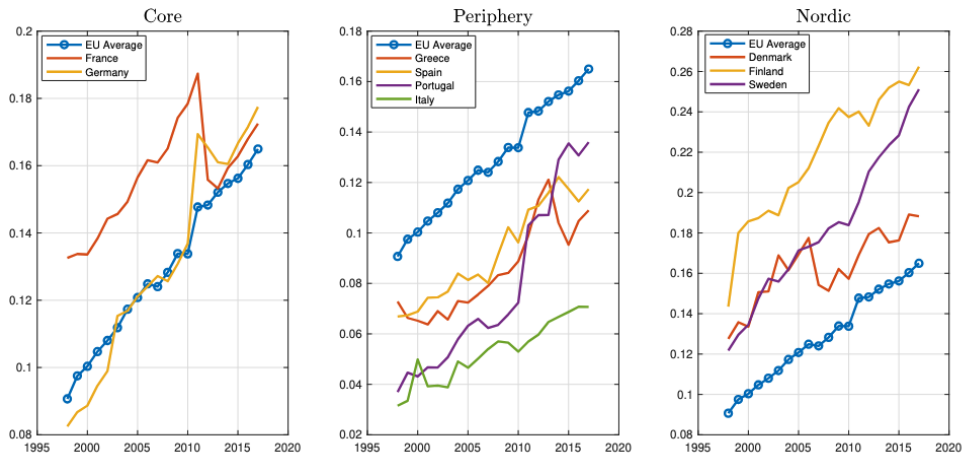 Core
0.2
0.18
0.16
0.14
0.12
0.1
0.08
1995 2000 2005 2010 2015 2020
EU Average
France
Germany
Periphery
0.18
0.16
0.14
0.12
0.1
0.08
0.06
0.04
0.02
1995 2000 2005 2010 2015 2020
EU Average
Greece
Spain
Portugal
Italy
Nordic
0.28
0.26
0.24
0.22
0.2
0.18
0.16
0.14
0.12
0.1
0.08
1995 2000 2005 2010 2015 2020
EU Average
Denmark
Finland
Sweden